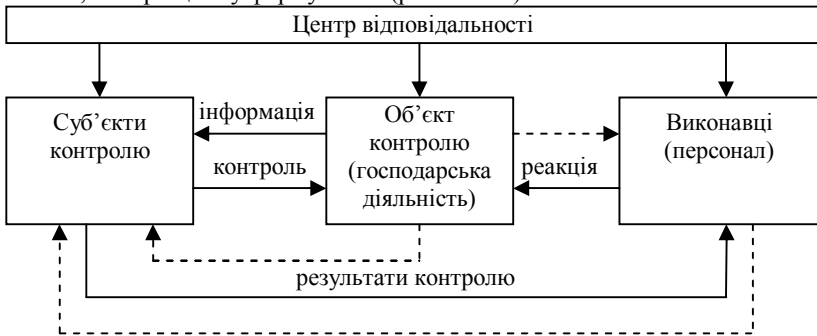 Центр відповідальності
Суб’єкти
контролю
інформація
контроль
Об’єкт
контролю
(господарська
діяльність)
реакція
Виконавці
(персонал)
результати контролю